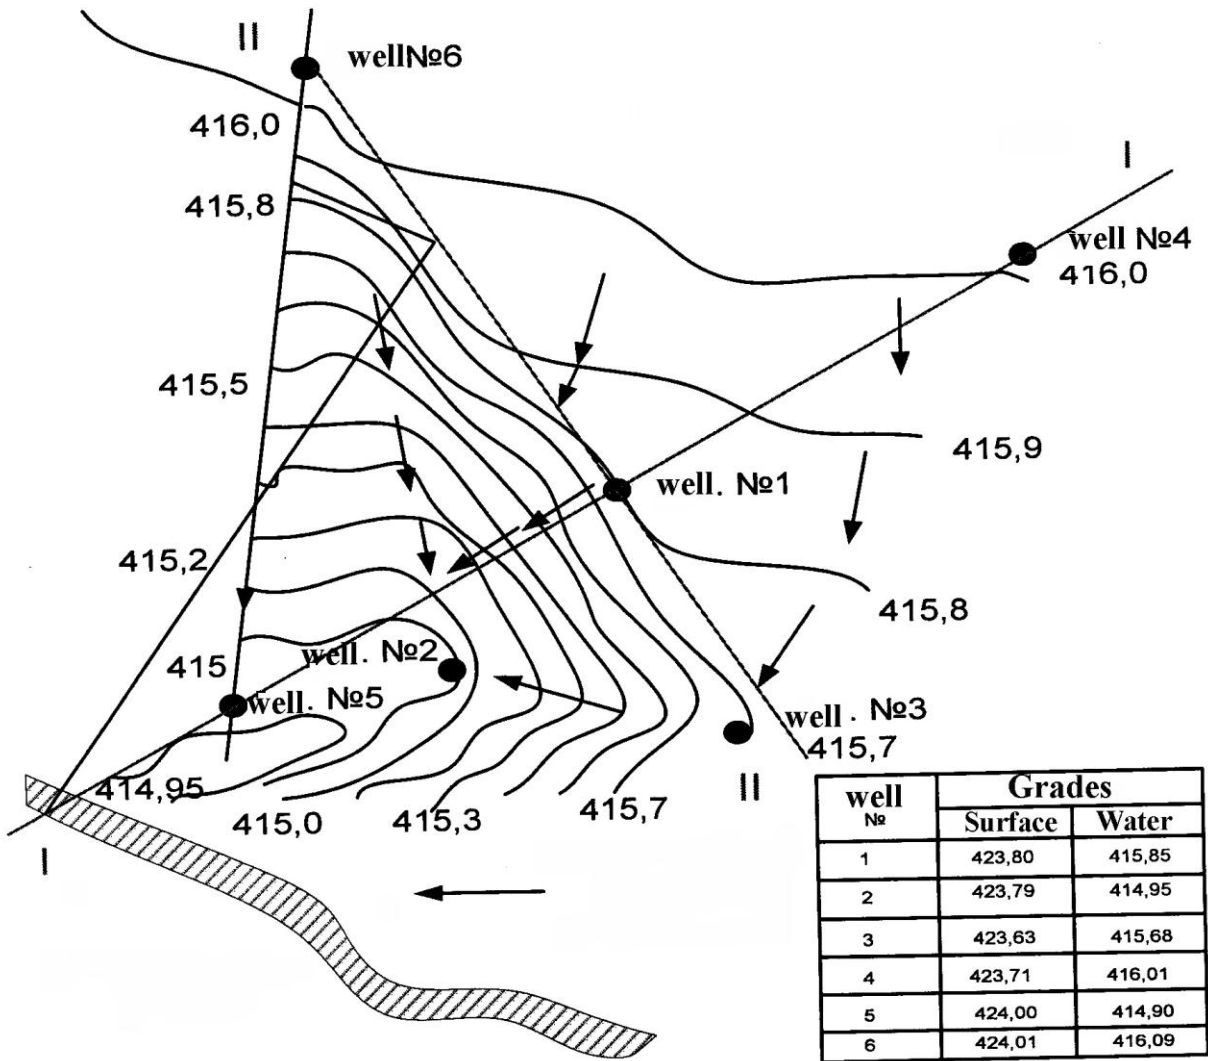 II
well№6
416,0
I
415,8
well №4
416,0
415,5
415,9
well. №1
415,2
415,8
415
well. №2
well. №5
well. №3
415,7
414,95
415,0
415,3
415,7
II
I
well № Grades
Surface Water
1 423,80 415,85
2 423,79 414,95
3 423,63 415,68
4 423,71 416,01
5 424,00 414,90
6 424,01 416,09